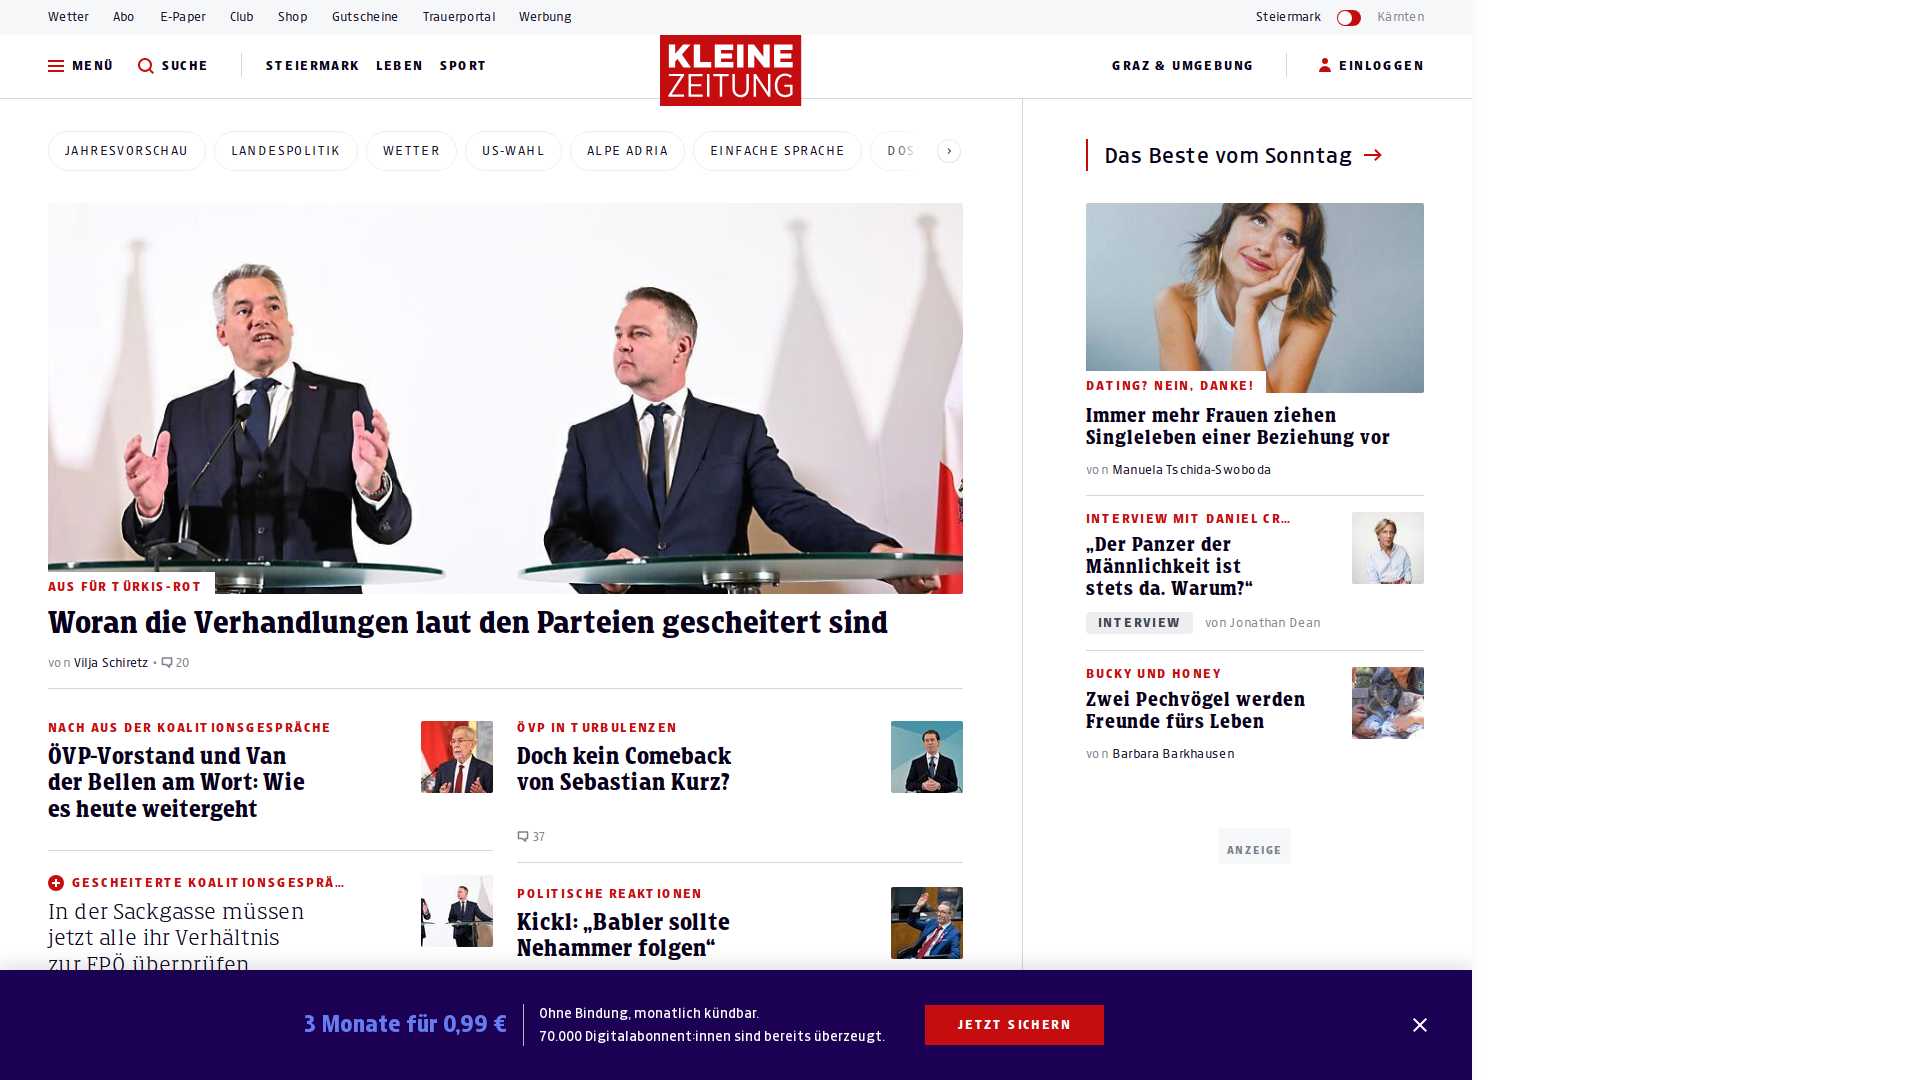 Wetter Abo E-Paper Club Shop Gutscheine Trauerportal Werbung
Steiermark Kärnten
MENÜ SUCHE STEIERMARK LEBEN SPORT
KLEINE
ZEITUNG
GRAZ & UMGEBUNG EINLOGGEN
JAHRESVORSCHAU LANDESPOLITIK WETTER US-WAHL ALPE ADRIA EINFACHE SPRACHE DOS
AUS FÜR TÜRKIS-ROT
Woran die Verhandlungen laut den Parteien gescheitert sind
von Vilja Schiretz • 20
NACH AUS DER KOALITIONSGESPRÄCHE
ÖVP-Vorstand und Van
der Bellen am Wort: Wie
es heute weitergeht
GESCHEITERTE KOALITIONSGESPRÄ…
In der Sackgasse müssen
jetzt alle ihr Verhältnis
zur FPÖ überprüfen
ÖVP IN TURBULENZEN
Doch kein Comeback
von Sebastian Kurz?
37
POLITISCHE REAKTIONEN
Kickl: „Babler sollte
Nehammer folgen“
Das Beste vom Sonntag
DATING? NEIN, DANKE!
Immer mehr Frauen ziehen
Singleleben einer Beziehung vor
von Manuela Tschida-Swoboda
INTERVIEW MIT DANIEL CR…
„Der Panzer der
Männlichkeit ist
stets da. Warum?“
INTERVIEW von Jonathan Dean
BUCKY UND HONEY
Zwei Pechvögel werden
Freunde fürs Leben
von Barbara Barkhausen
ANZEIGE
3 Monate für 0,99 €
Ohne Bindung, monatlich kündbar.
70.000 Digitalabonnent:innen sind bereits überzeugt.
JETZT SICHERN